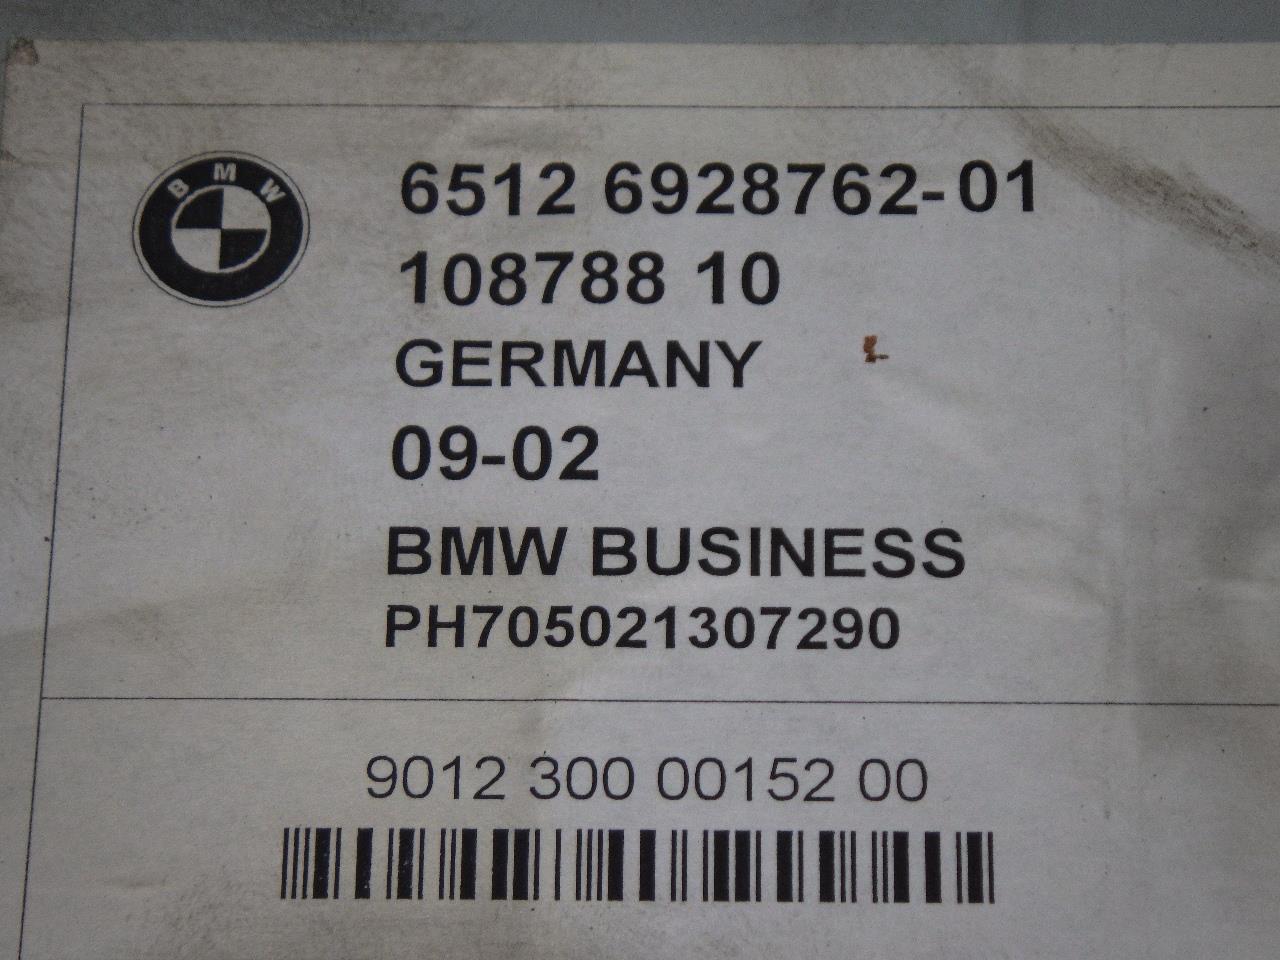 BMW
6512 6928762-01
108788 10
GERMANY
09-02
BMW BUSINESS
PH705021307290
9012 300 00152 00